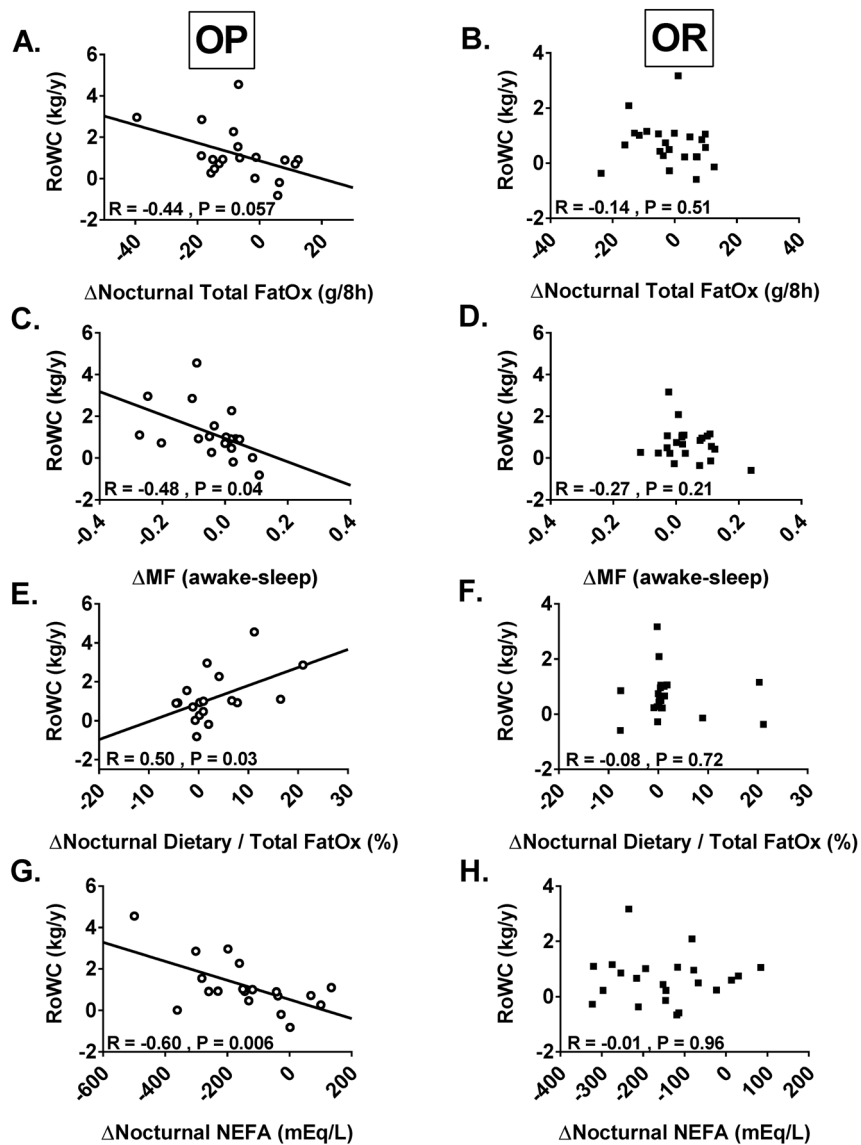 A.
OP
B.
OR
RoWC (kg/y)
6
4
2
0
-2
R = -0.44 , P = 0.057
-40
-20
0
20
ΔNocturnal Total FatOx (g/8h)
RoWC (kg/y)
4
2
0
-2
R = -0.14 , P = 0.51
-40
-20
0
20
40
ΔNocturnal Total FatOx (g/8h)
C.
RoWC (kg/y)
6
4
2
0
-2
R = -0.48 , P = 0.04
-0.4
-0.2
0.0
0.2
0.4
ΔMF (awake-sleep)
D.
RoWC (kg/y)
6
4
2
0
-2
R = -0.27 , P = 0.21
-0.4
-0.2
0.0
0.2
0.4
ΔMF (awake-sleep)
E.
RoWC (kg/y)
6
4
2
0
-2
R = 0.50 , P = 0.03
-20
-10
0
10
20
30
ΔNocturnal Dietary / Total FatOx (%)
F.
RoWC (kg/y)
4
2
0
-2
R = -0.08 , P = 0.72
-20
-10
0
10
20
30
ΔNocturnal Dietary / Total FatOx (%)
G.
RoWC (kg/y)
6
4
2
0
-2
R = -0.60 , P = 0.006
-600
-400
-200
0
200
ΔNocturnal NEFA (mEq/L)
H.
RoWC (kg/y)
4
2
0
-2
R = -0.01 , P = 0.96
-400
-300
-200
-100
0
100
200
ΔNocturnal NEFA (mEq/L)